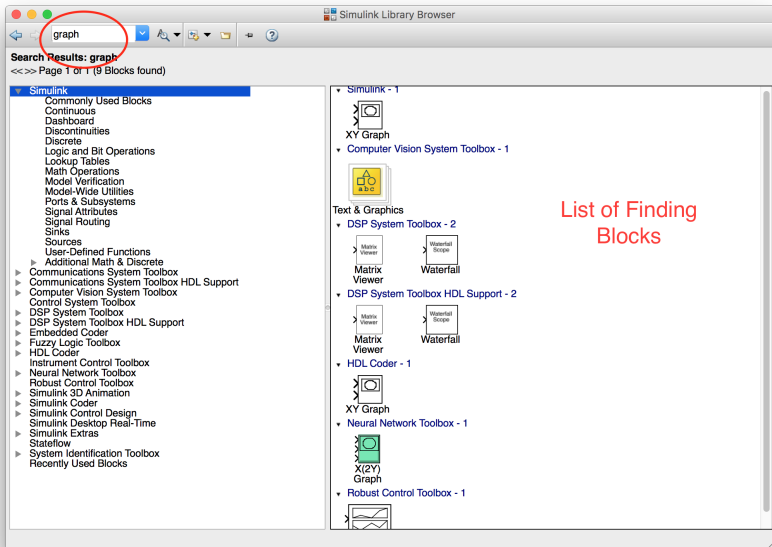 Simulink Library Browser
graph
Search Results: graph
<<>> Page 1 of 1 (9 Blocks found)
Simulink
Commonly Used Blocks
Continuous
Dashboard
Discontinuities
Discrete
Logic and Bit Operations
Lookup Tables
Math Operations
Model Verification
Model-Wide Utilities
Ports & Subsystems
Signal Attributes
Signal Routing
Sinks
Sources
User-Defined Functions
Additional Math & Discrete
Communications System Toolbox
Communications System Toolbox HDL Support
Computer Vision System Toolbox
Control System Toolbox
DSP System Toolbox
DSP System Toolbox HDL Support
Embedded Coder
Fuzzy Logic Toolbox
HDL Coder
Instrument Control Toolbox
Neural Network Toolbox
Robust Control Toolbox
Simulink 3D Animation
Simulink Coder
Simulink Control Design
Simulink Desktop Real-Time
Simulink Extras
Stateflow
System Identification Toolbox
Recently Used Blocks
Simulink - 1
XY Graph
Computer Vision System Toolbox - 1
abc
Text & Graphics
DSP System Toolbox - 2
Matrix
Viewer
Matrix
Viewer
Waterfall
Scope
Waterfall
DSP System Toolbox HDL Support - 2
Matrix
Viewer
Matrix
Viewer
Waterfall
Scope
Waterfall
HDL Coder - 1
XY Graph
Neural Network Toolbox - 1
X(2Y)
Graph
Robust Control Toolbox - 1
List of Finding
Blocks